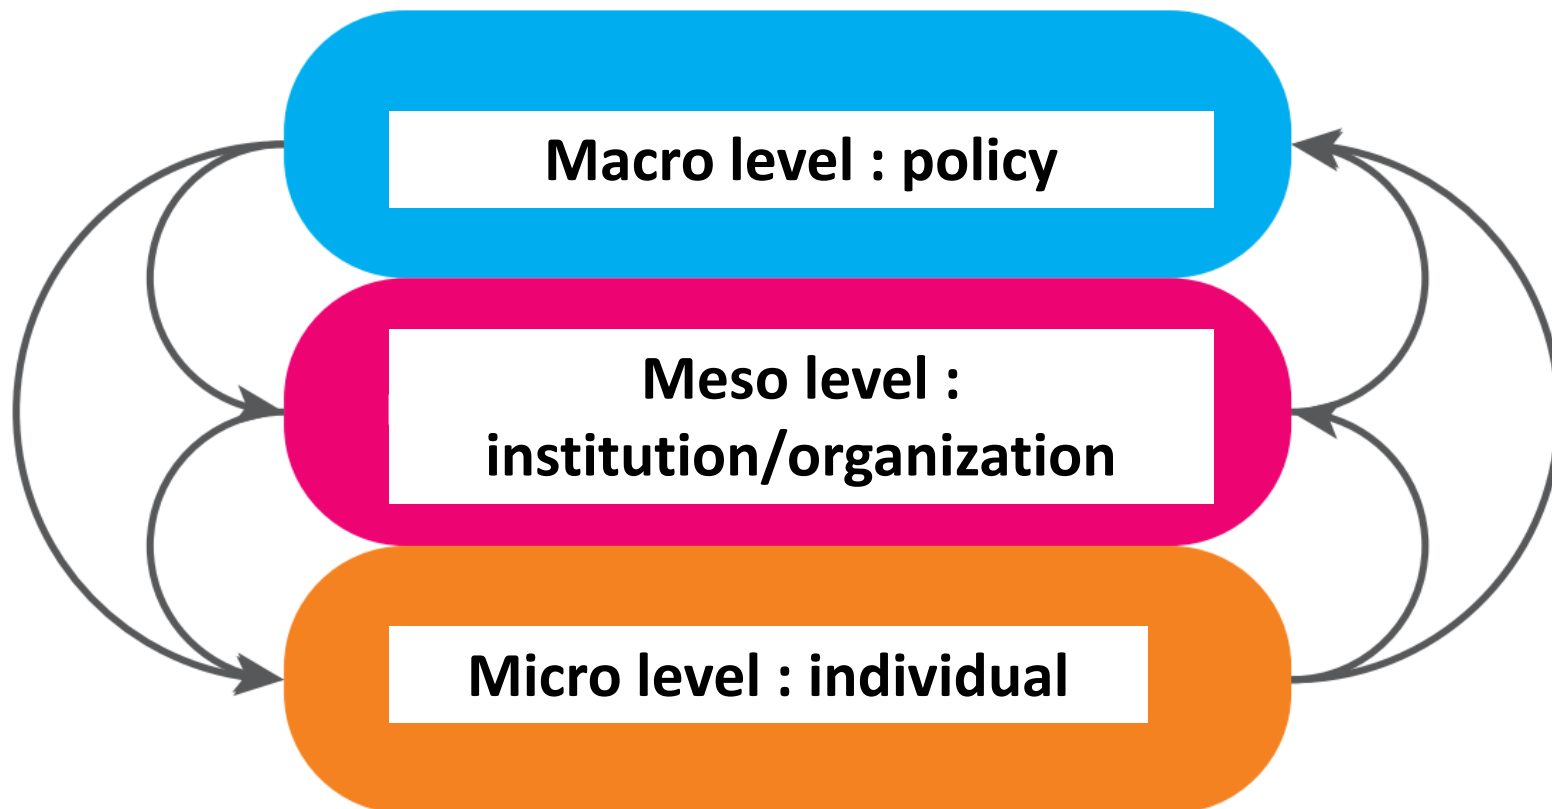 Macro level : policy
Meso level :
institution/organization
Micro level : individual